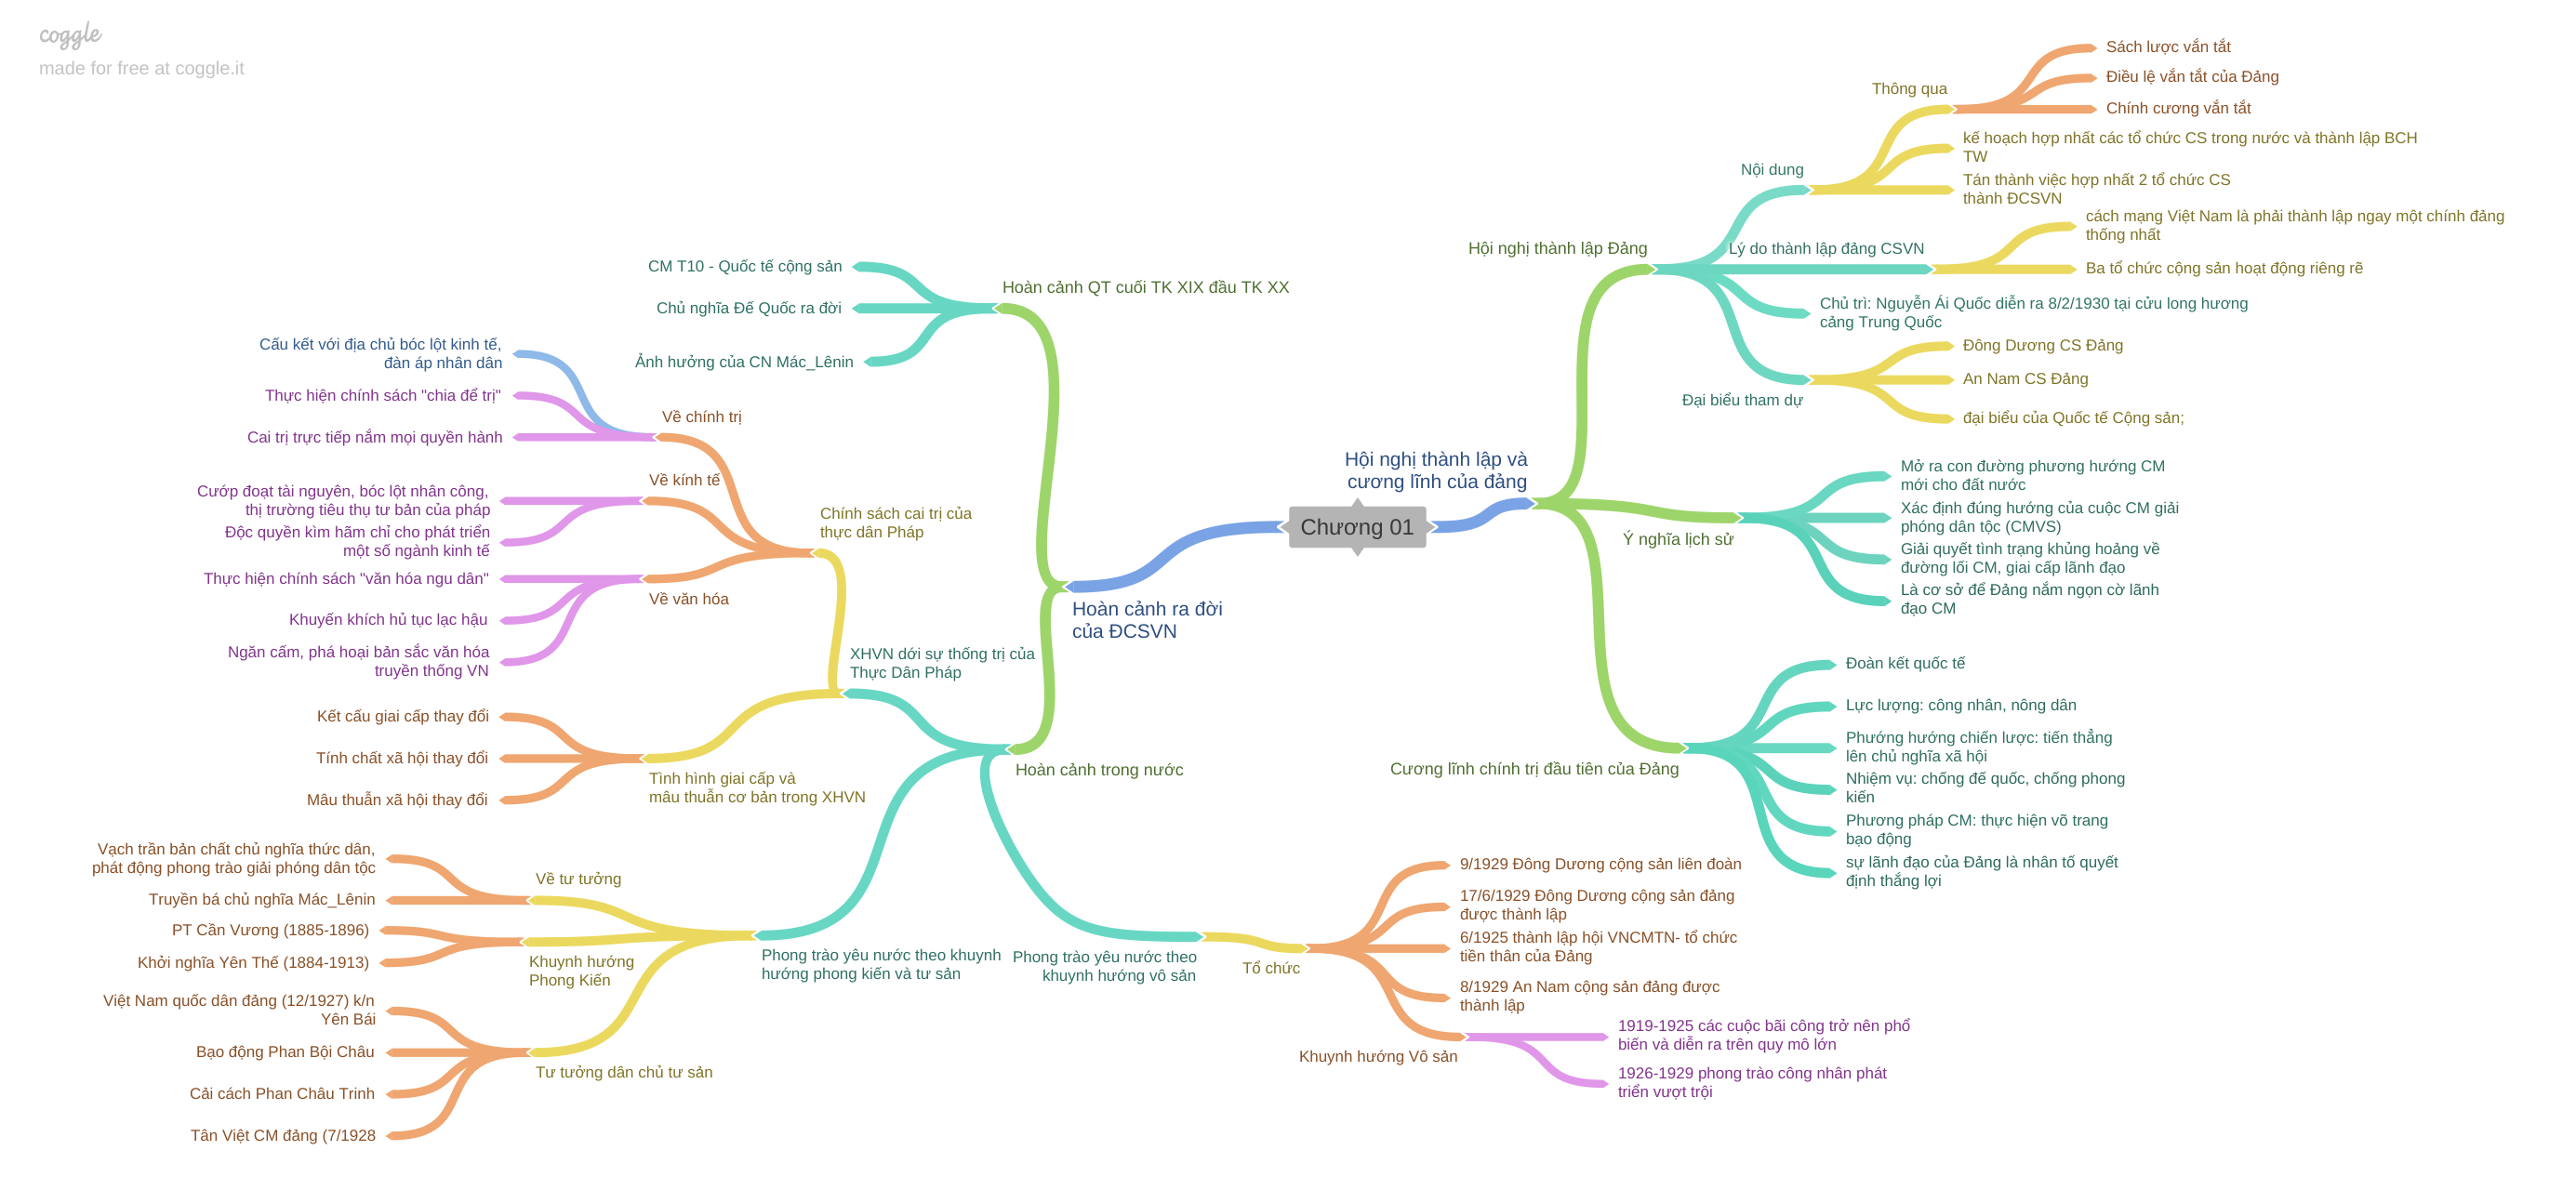 coggle
made for free at coggle.it
Chương 01
Hội nghị thành lập và
cương lĩnh của đảng
Hội nghị thành lập Đảng
Nội dung
Thông qua
Sách lược vắn tắt
Điều lệ vắn tắt của Đảng
Chính cương vắn tắt
kế hoạch hợp nhất các tổ chức CS trong nước và thành lập BCH
TW
Tán thành việc hợp nhất 2 tổ chức CS
thành ĐCSVN
Lý do thành lập đảng CSVN
cách mạng Việt Nam là phải thành lập ngay một chính đảng
thống nhất
Ba tổ chức cộng sản hoạt động riêng rẽ
Chủ trì: Nguyễn Ái Quốc diễn ra 8/2/1930 tại cửu long hương
cảng Trung Quốc
Đại biểu tham dự
Đông Dương CS Đảng
An Nam CS Đảng
đại biểu của Quốc tế Cộng sản;
Ý nghĩa lịch sử
Mở ra con đường phương hướng CM
mới cho đất nước
Xác định đúng hướng của cuộc CM giải
phóng dân tộc (CMVS)
Giải quyết tình trạng khủng hoảng về
đường lối CM, giai cấp lãnh đạo
Là cơ sở để Đảng nắm ngọn cờ lãnh
đạo CM
Cương lĩnh chính trị đầu tiên của Đảng
Đoàn kết quốc tế
Lực lượng: công nhân, nông dân
Phướng hướng chiến lược: tiến thẳng
lên chủ nghĩa xã hội
Nhiệm vụ: chống đế quốc, chống phong
kiến
Phương pháp CM: thực hiện võ trang
bạo động
sự lãnh đạo của Đảng là nhân tố quyết
định thắng lợi
Hoàn cảnh ra đời
của ĐCSVN
Hoàn cảnh QT cuối TK XIX đầu TK XX
CM T10 - Quốc tế cộng sản
Chủ nghĩa Đế Quốc ra đời
Ảnh hưởng của CN Mác_Lênin
Hoàn cảnh trong nước
XHVN dới sự thống trị của
Thực Dân Pháp
Chính sách cai trị của
thực dân Pháp
Về chính trị
Cấu kết với địa chủ bóc lột kinh tế,
đàn áp nhân dân
Thực hiện chính sách "chia để trị"
Cai trị trực tiếp nắm mọi quyền hành
Về kính tế
Cướp đoạt tài nguyên, bóc lột nhân công,
thị trường tiêu thụ tư bản của pháp
Độc quyền kìm hãm chỉ cho phát triển
một số ngành kinh tế
Về văn hóa
Thực hiện chính sách "văn hóa ngu dân"
Khuyến khích hủ tục lạc hậu
Ngăn cấm, phá hoại bản sắc văn hóa
truyền thống VN
Tình hình giai cấp và
mâu thuẫn cơ bản trong XHVN
Kết cấu giai cấp thay đổi
Tính chất xã hội thay đổi
Mâu thuẫn xã hội thay đổi
Phong trào yêu nước theo khuynh
hướng phong kiến và tư sản
Về tư tưởng
Vạch trần bản chất chủ nghĩa thức dân,
phát động phong trào giải phóng dân tộc
Truyền bá chủ nghĩa Mác_Lênin
Khuynh hướng
Phong Kiến
PT Cần Vương (1885-1896)
Khởi nghĩa Yên Thế (1884-1913)
Tư tưởng dân chủ tư sản
Việt Nam quốc dân đảng (12/1927) k/n
Yên Bái
Bạo động Phan Bội Châu
Cải cách Phan Châu Trinh
Tân Việt CM đảng (7/1928
Phong trào yêu nước theo
khuynh hướng vô sản
Tổ chức
9/1929 Đông Dương cộng sản liên đoàn
17/6/1929 Đông Dương cộng sản đảng
được thành lập
6/1925 thành lập hội VNCMTN- tổ chức
tiền thân của Đảng
8/1929 An Nam cộng sản đảng được
thành lập
Khuynh hướng Vô sản
1919-1925 các cuộc bãi công trở nên phổ
biến và diễn ra trên quy mô lớn
1926-1929 phong trào công nhân phát
triển vượt trội